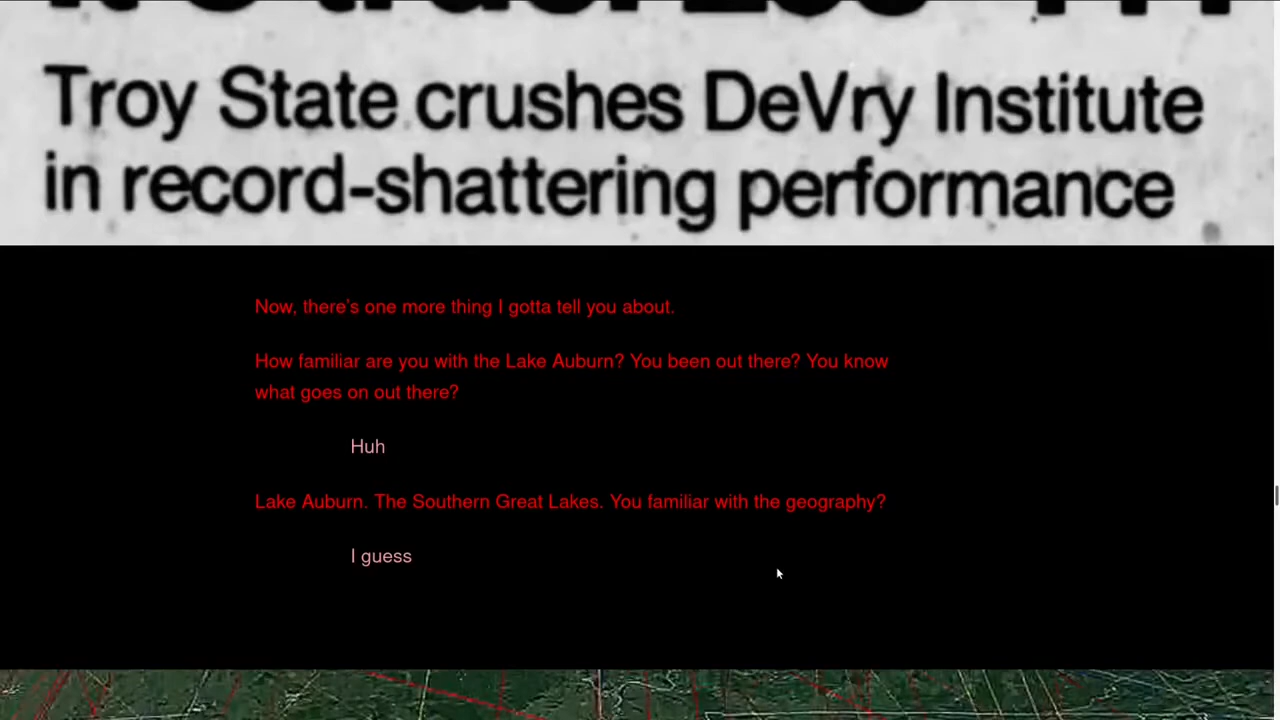 Troy State crushes DeVry Institute
in record-shattering performance
Now, there's one more thing I gotta tell you about.
How familiar are you with the Lake Auburn? You been out there? You know
what goes on out there?
Huh
Lake Auburn. The Southern Great Lakes. You familiar with the geography?
I guess